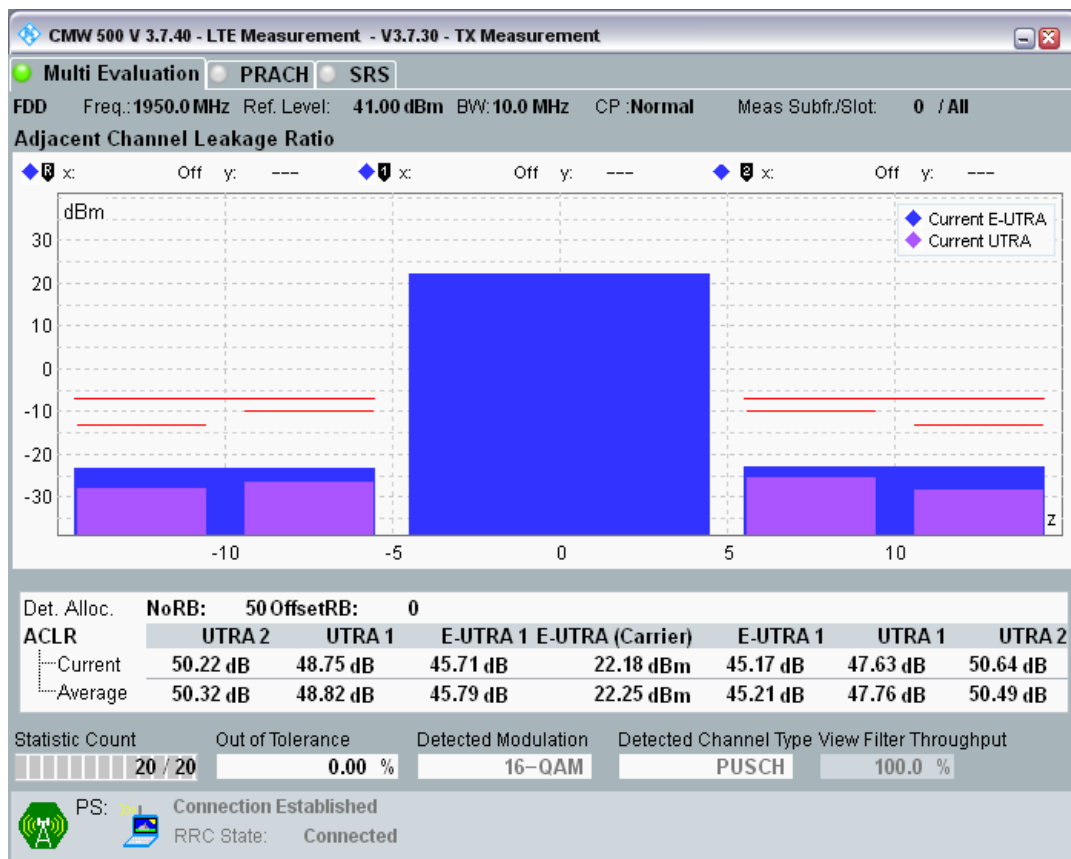 CMW 500 V 3.7.40 - LTE Measurement - V3.7.30 - TX Measurement
Multi Evaluation PRACH SRS
FDD Freq.:1950.0 MHz Ref. Level: 41.00 dBm BW:10.0 MHz CP :Normal Meas Subfr./Slot: 0 / All
Adjacent Channel Leakage Ratio
R x: Off y: --- 1 x: Off y: --- 2 x: Off y: ---
dBm
Current E-UTRA
Current UTRA
30
20
10
0
-10
-20
-30
z
-10 -5 0 5 10
Det. Alloc. NoRB: 50 OffsetRB: 0
ACLR UTRA 2 UTRA 1 E-UTRA 1 E-UTRA (Carrier) E-UTRA 1 UTRA 1 UTRA 2
Current 50.22 dB 48.75 dB 45.71 dB 22.18 dBm 45.17 dB 47.63 dB 50.64 dB
Average 50.32 dB 48.82 dB 45.79 dB 22.25 dBm 45.21 dB 47.76 dB 50.49 dB
Statistic Count Out of Tolerance Detected Modulation Detected Channel Type View Filter Throughput
20 / 20 0.00 % 16-QAM PUSCH 100.0 %
PS: Connection Established
RRC State: Connected